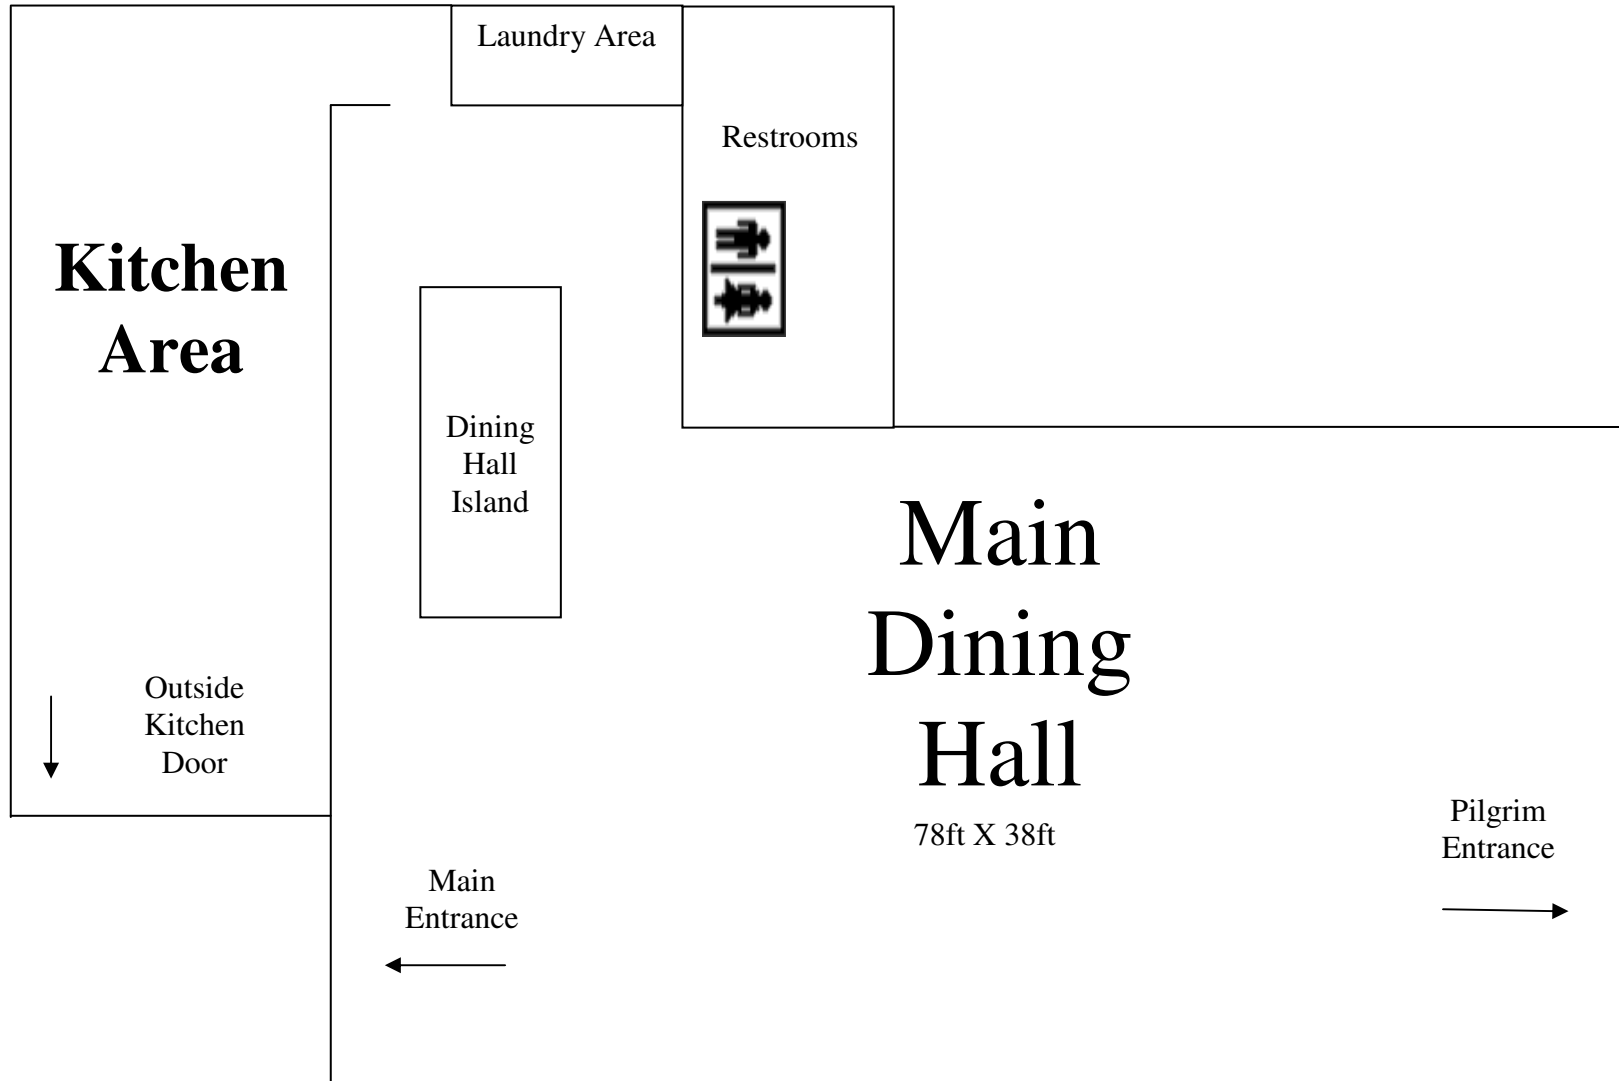 Laundry Area
Restrooms
Kitchen
Area
Dining
Hall
Island
Main
Dining
Hall
78ft X 38ft
Outside
Kitchen
Door
Pilgrim
Entrance
Main
Entrance